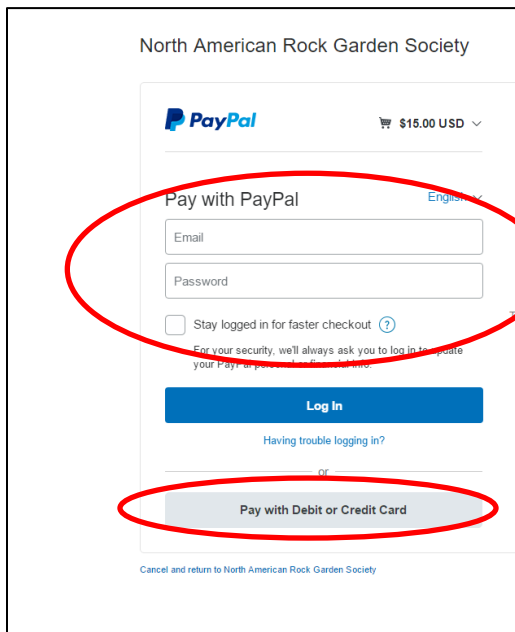 North American Rock Garden Society
PayPal
$15.00 USD
Pay with PayPal
English
Email
Password
Stay logged in for faster checkout ?
For your security, we'll always ask you to log in to update
your PayPal personal or financial info.
Log In
Having trouble logging in?
or
Pay with Debit or Credit Card
Cancel and return to North American Rock Garden Society